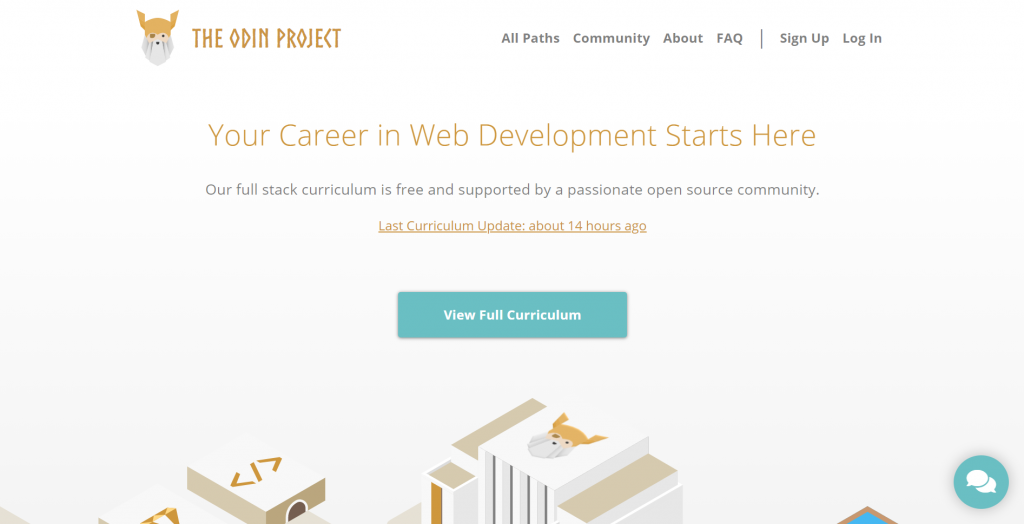 THE ODIN PROJECT
All Paths Community About FAQ | Sign Up Log In
Your Career in Web Development Starts Here
Our full stack curriculum is free and supported by a passionate open source community.
Last Curriculum Update: about 14 hours ago
View Full Curriculum
</>